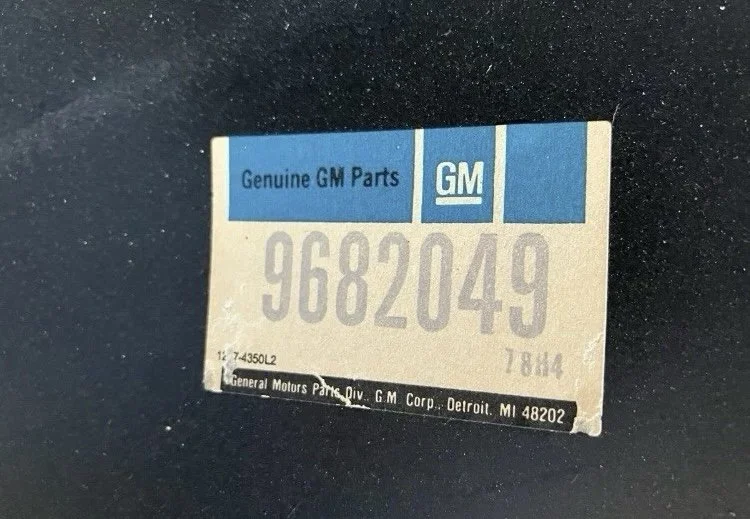 Genuine GM Parts GM
9682049
78H4
General Motors Parts Div., G.M. Corp., Detroit, MI 48202